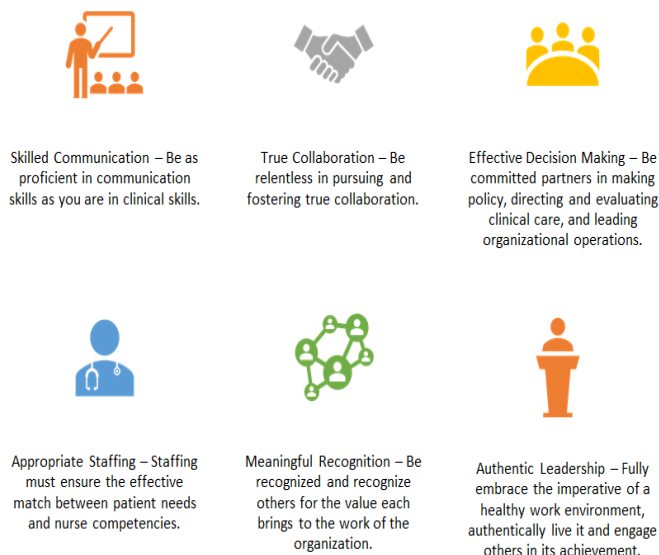 Skilled Communication – Be as
proficient in communication
skills as you are in clinical skills.
True Collaboration – Be
relentless in pursuing and
fostering true collaboration.
Effective Decision Making – Be
committed partners in making
policy, directing and evaluating
clinical care, and leading
organizational operations.
Appropriate Staffing – Staffing
must ensure the effective
match between patient needs
and nurse competencies.
Meaningful Recognition – Be
recognized and recognize
others for the value each
brings to the work of the
organization.
Authentic Leadership – Fully
embrace the imperative of a
healthy work environment,
authentically live it and engage
others in its achievement.